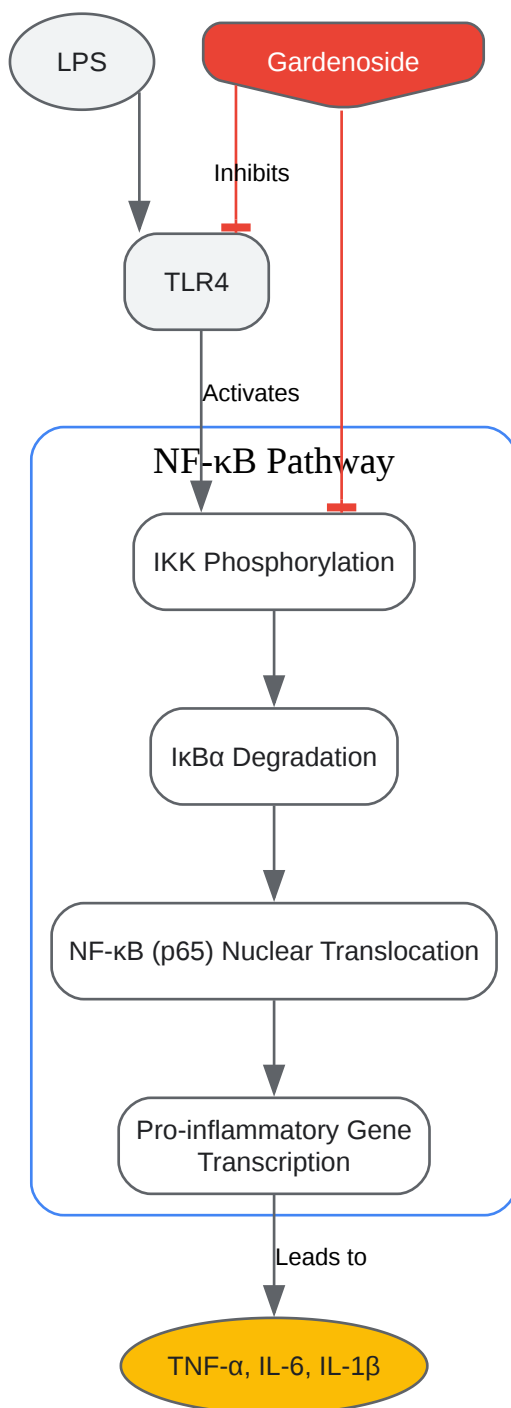 LPS
Gardenoside
Inhibits
TLR4
Activates
NF-κB Pathway
IKK Phosphorylation
IκBα Degradation
NF-κB (p65) Nuclear Translocation
Pro-inflammatory Gene
Transcription
Leads to
TNF-α, IL-6, IL-1β